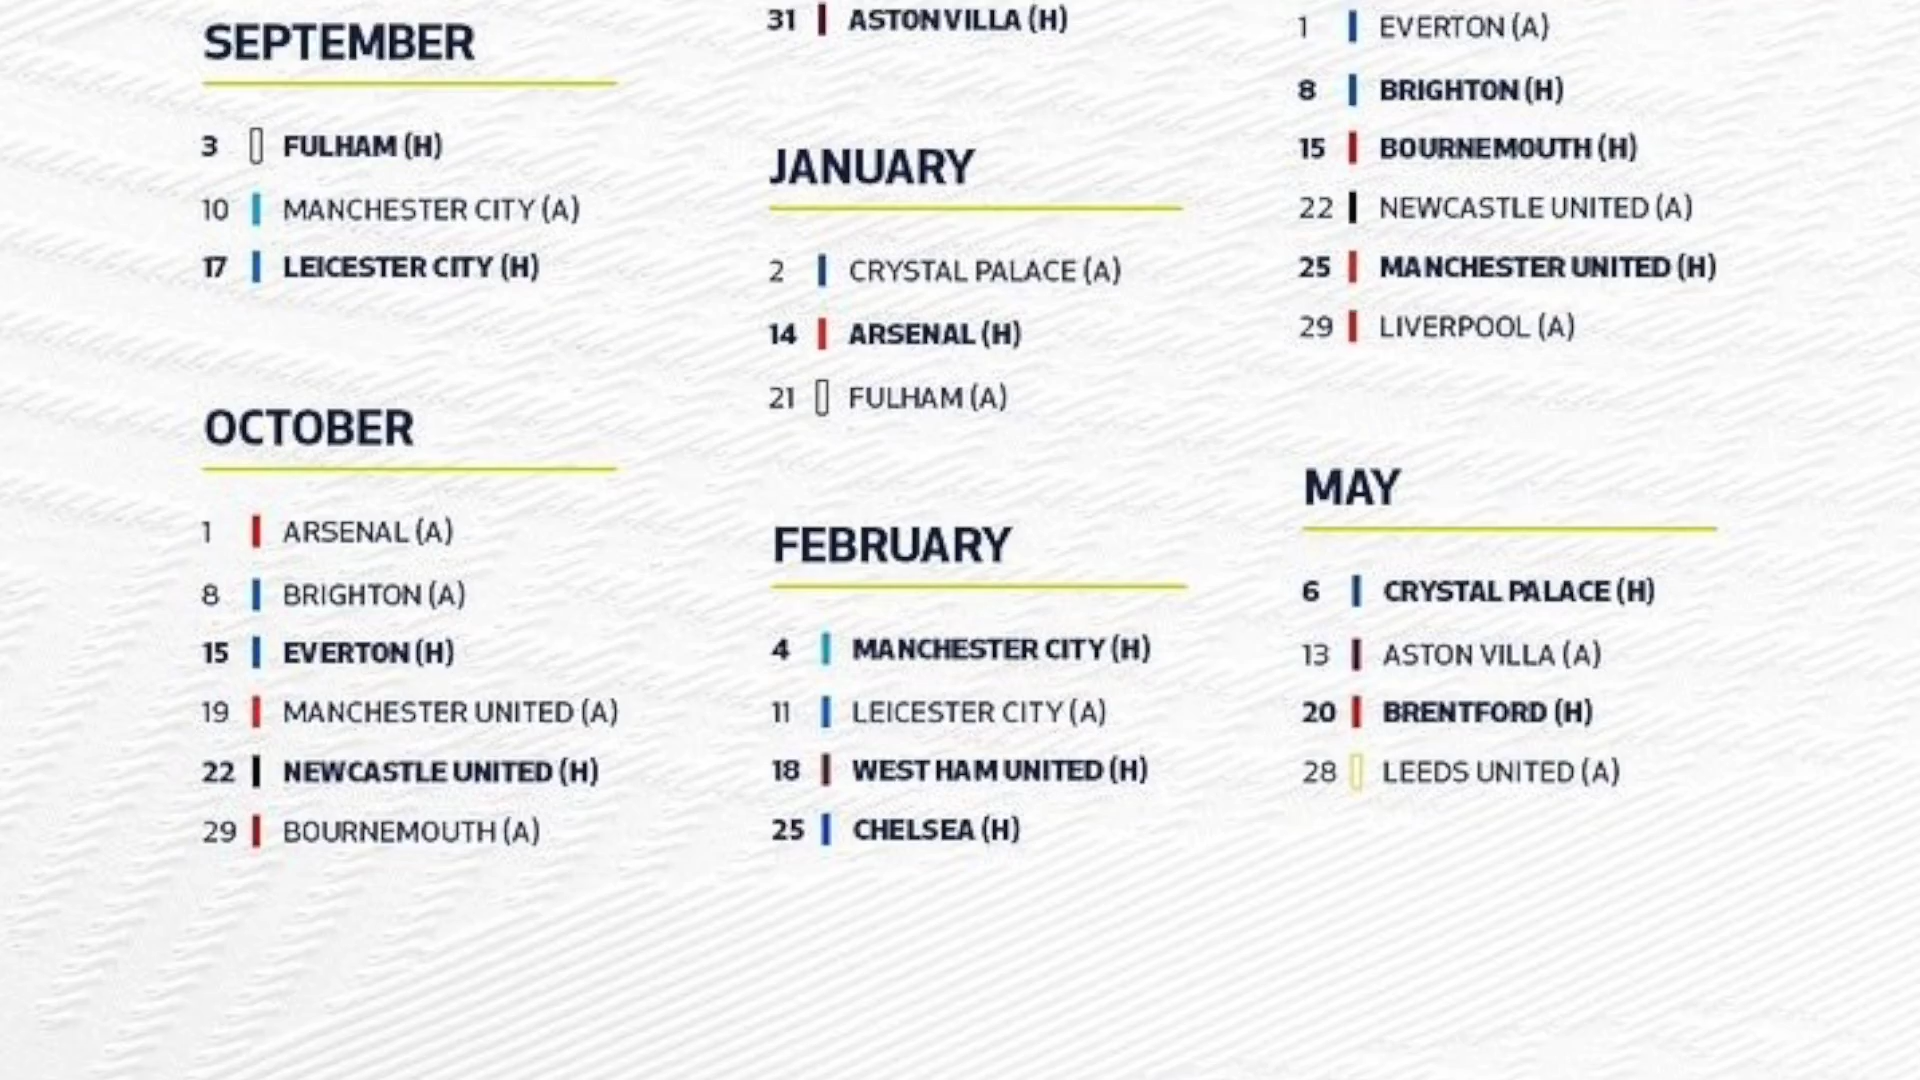 SEPTEMBER
3 FULHAM (H)
10 MANCHESTER CITY (A)
17 LEICESTER CITY (H)
OCTOBER
1 ARSENAL (A)
8 BRIGHTON (A)
15 EVERTON (H)
19 MANCHESTER UNITED (A)
22 NEWCASTLE UNITED (H)
29 BOURNEMOUTH (A)
31 ASTON VILLA (H)
JANUARY
2 CRYSTAL PALACE (A)
14 ARSENAL (H)
21 FULHAM (A)
FEBRUARY
4 MANCHESTER CITY (H)
11 LEICESTER CITY (A)
18 WEST HAM UNITED (H)
25 CHELSEA (H)
1 EVERTON (A)
8 BRIGHTON (H)
15 BOURNEMOUTH (H)
22 NEWCASTLE UNITED (A)
25 MANCHESTER UNITED (H)
29 LIVERPOOL (A)
MAY
6 CRYSTAL PALACE (H)
13 ASTON VILLA (A)
20 BRENTFORD (H)
28 LEEDS UNITED (A)